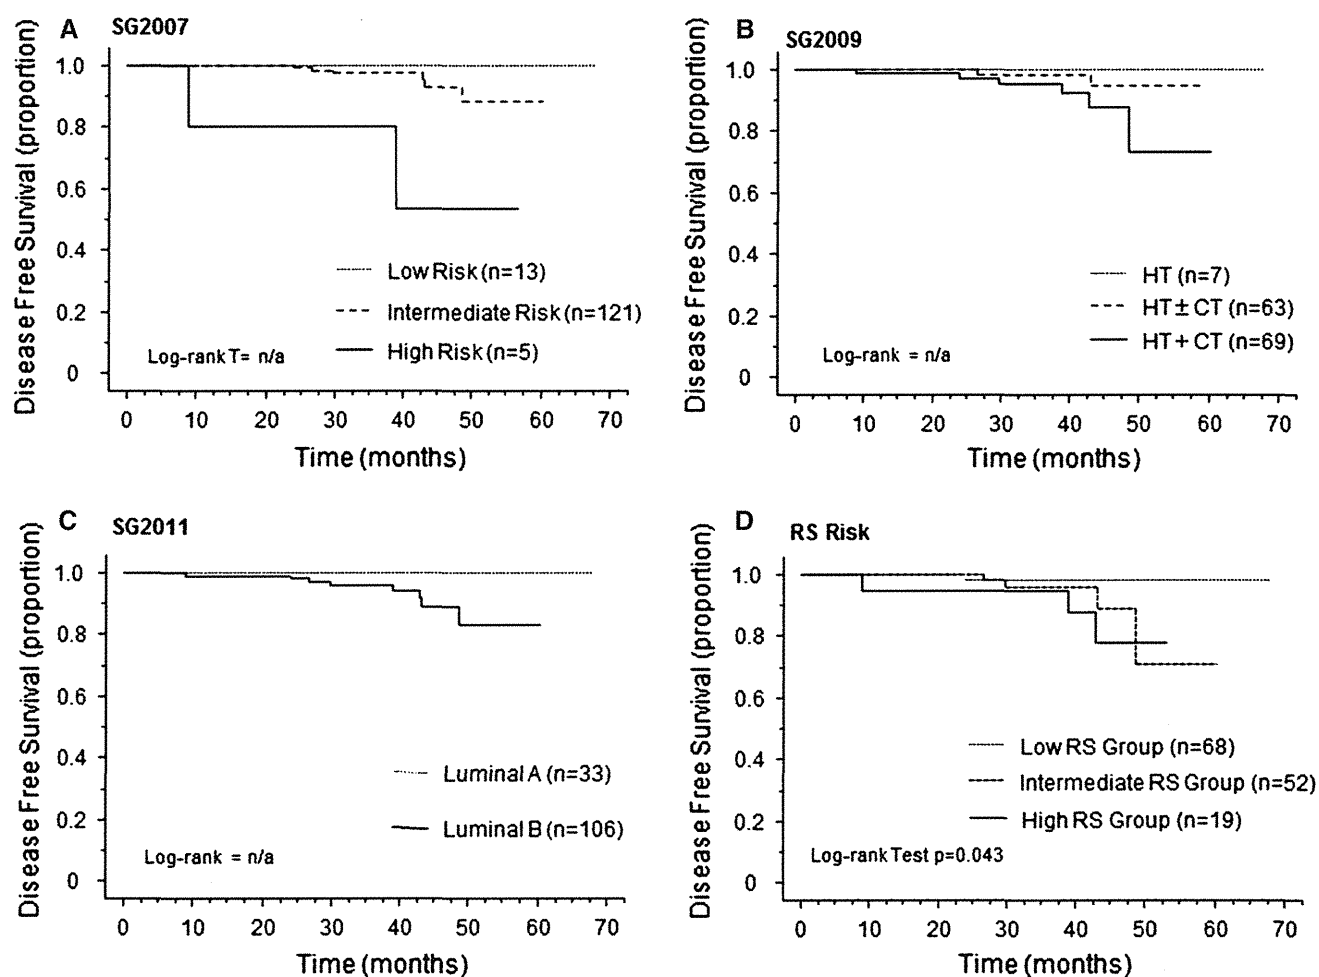 A SG2007
Disease Free Survival (proportion)
1.0
0.8
0.6
0.4
0.2
0
Low Risk (n=13)
Intermediate Risk (n=121)
High Risk (n=5)
Log-rank T= n/a
0 10 20 30 40 50 60 70
Time (months)
B SG2009
Disease Free Survival (proportion)
1.0
0.8
0.6
0.4
0.2
0
HT (n=7)
HT ± CT (n=63)
HT + CT (n=69)
Log-rank = n/a
0 10 20 30 40 50 60 70
Time (months)
C SG2011
Disease Free Survival (proportion)
1.0
0.8
0.6
0.4
0.2
0
Luminal A (n=33)
Luminal B (n=106)
Log-rank = n/a
0 10 20 30 40 50 60 70
Time (months)
D RS Risk
Disease Free Survival (proportion)
1.0
0.8
0.6
0.4
0.2
0
Low RS Group (n=68)
Intermediate RS Group (n=52)
High RS Group (n=19)
Log-rank Test p=0.043
0 10 20 30 40 50 60 70
Time (months)